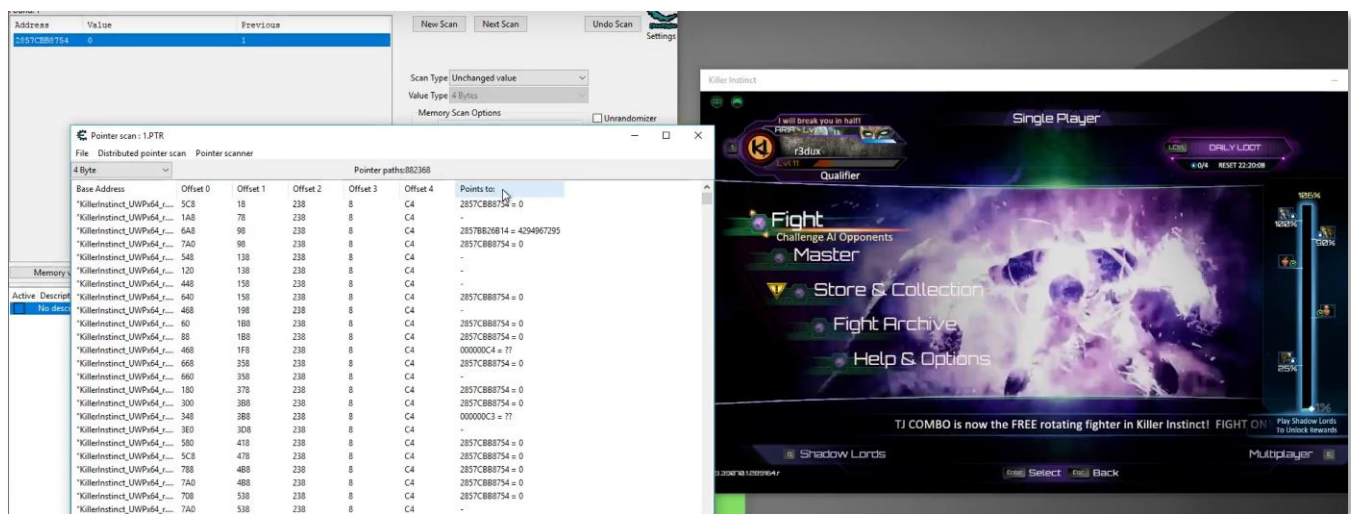 Address Value Previous
2857CBB8754 0 1
New Scan Next Scan Undo Scan
Settings
Scan Type Unchanged value
Value Type 4 Bytes
Memory Scan Options
Unrandomizer
Pointer scan : 1.PTR
File Distributed pointer scan Pointer scanner
4 Byte Pointer paths:882368
Base Address Offset 0 Offset 1 Offset 2 Offset 3 Offset 4 Points to:
"KillerInstinct_UWPx64_r.... 5C8 18 238 8 C4 2857CBB8754 = 0
"KillerInstinct_UWPx64_r.... 1A8 78 238 8 C4 -
"KillerInstinct_UWPx64_r.... 6A8 98 238 8 C4 2857BB26B14 = 4294967295
"KillerInstinct_UWPx64_r.... 7A0 98 238 8 C4 2857CBB8754 = 0
"KillerInstinct_UWPx64_r.... 548 138 238 8 C4 -
"KillerInstinct_UWPx64_r.... 120 138 238 8 C4 -
"KillerInstinct_UWPx64_r.... 448 158 238 8 C4 -
"KillerInstinct_UWPx64_r.... 640 158 238 8 C4 2857CBB8754 = 0
"KillerInstinct_UWPx64_r.... 468 198 238 8 C4 -
"KillerInstinct_UWPx64_r.... 60 1B8 238 8 C4 2857CBB8754 = 0
"KillerInstinct_UWPx64_r.... 88 1B8 238 8 C4 2857CBB8754 = 0
"KillerInstinct_UWPx64_r.... 468 1F8 238 8 C4 000000C4 = ??
"KillerInstinct_UWPx64_r.... 668 358 238 8 C4 2857CBB8754 = 0
"KillerInstinct_UWPx64_r.... 660 358 238 8 C4 -
"KillerInstinct_UWPx64_r.... 180 378 238 8 C4 2857CBB8754 = 0
"KillerInstinct_UWPx64_r.... 300 3B8 238 8 C4 2857CBB8754 = 0
"KillerInstinct_UWPx64_r.... 348 3B8 238 8 C4 000000C3 = ??
"KillerInstinct_UWPx64_r.... 3E0 3D8 238 8 C4 -
"KillerInstinct_UWPx64_r.... 580 418 238 8 C4 2857CBB8754 = 0
"KillerInstinct_UWPx64_r.... 5C8 478 238 8 C4 2857CBB8754 = 0
"KillerInstinct_UWPx64_r.... 788 4B8 238 8 C4 2857CBB8754 = 0
"KillerInstinct_UWPx64_r.... 7A0 4B8 238 8 C4 2857CBB8754 = 0
"KillerInstinct_UWPx64_r.... 708 538 238 8 C4 2857CBB8754 = 0
"KillerInstinct_UWPx64_r.... 7A0 538 238 8 C4 -
Memory
Active Descript
No desc
Killer Instinct
Single Player
I will break you in half!
r3dux
Lvl 11
Qualifier
DAILY LOOT
0/4 RESET 22:20:08
Fight
Challenge AI Opponents
Master
Store & Collection
Fight Archive
Help & Options
106%
100%
90%
25%
1%
TJ COMBO is now the FREE rotating fighter in Killer Instinct! FIGHT ON
Play Shadow Lords
To Unlock Rewards
Shadow Lords
Multiplayer
Enter Select Esc Back